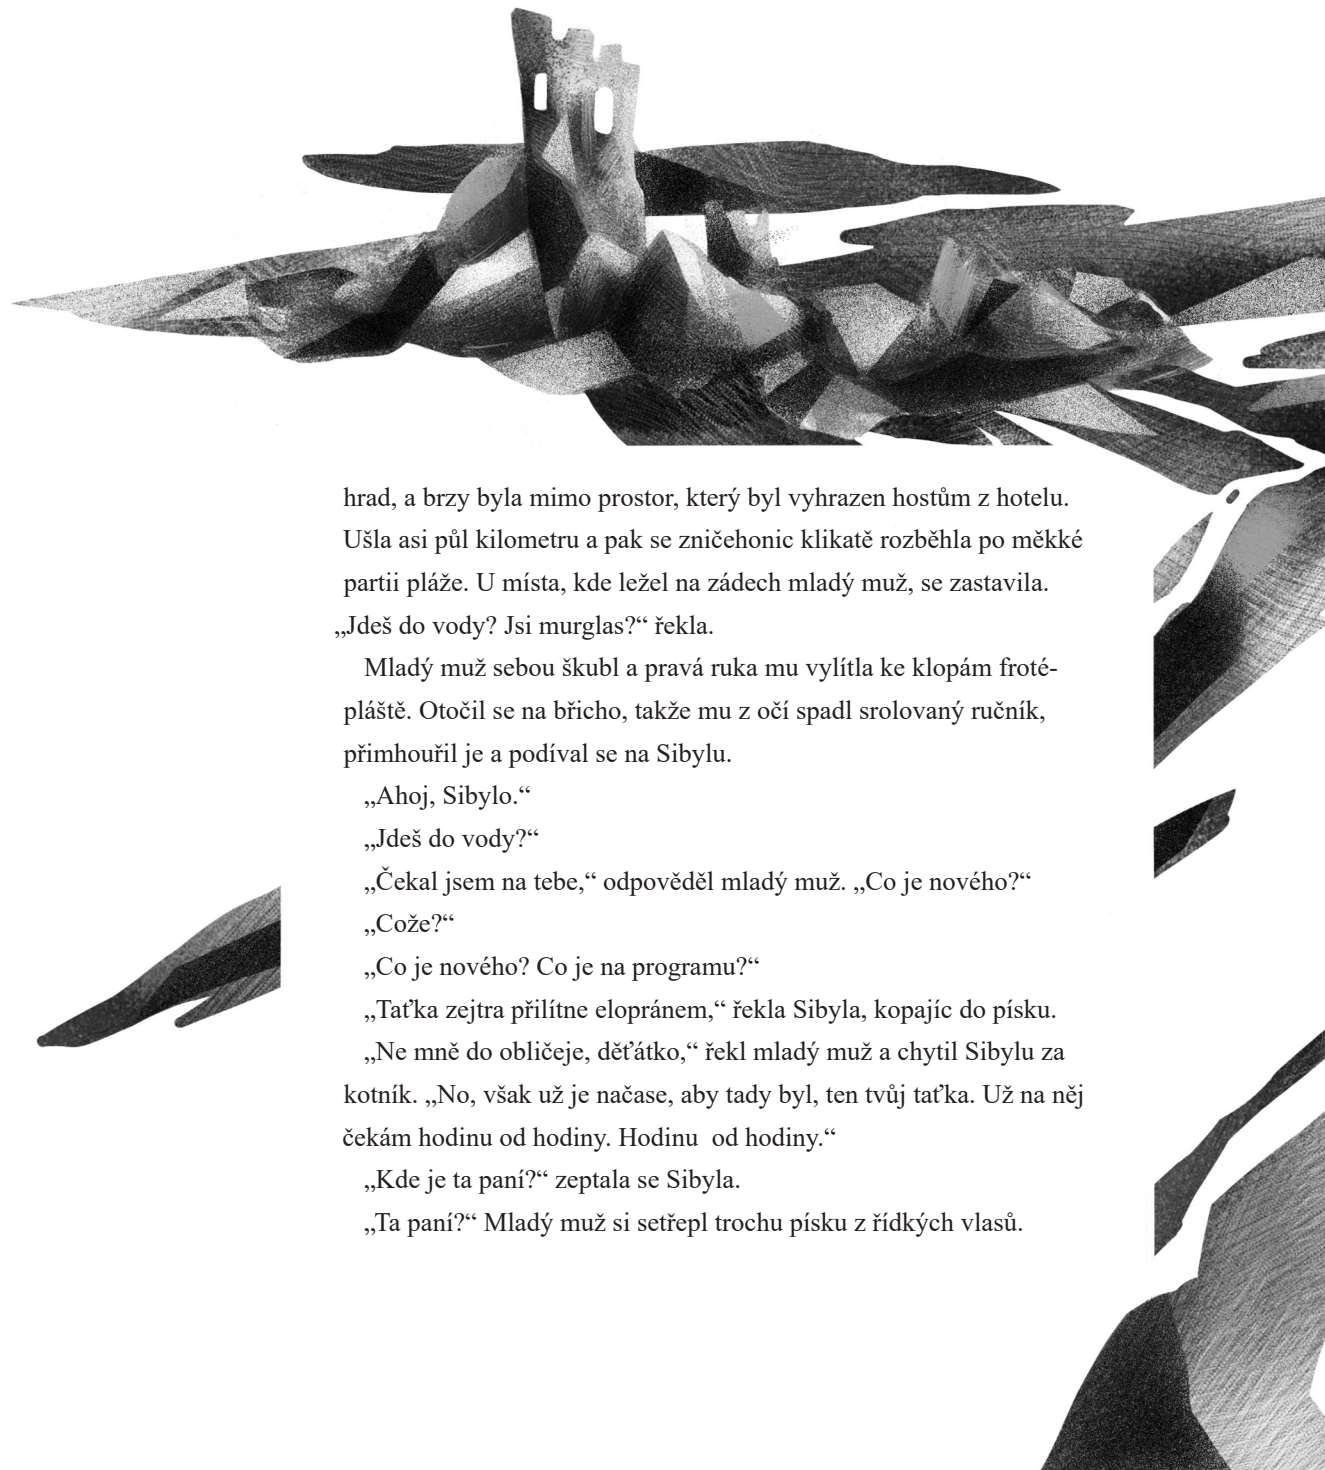 hrad, a brzy byla mimo prostor, který byl vyhrazen hostům z hotelu.
Ušla asi půl kilometru a pak se zničehonic klikatě rozběhla po měkké
partii pláže. U místa, kde ležel na zádech mladý muž, se zastavila.
„Jdeš do vody? Jsi murglas?“ řekla.
Mladý muž sebou škubl a pravá ruka mu vylítla ke klopám froté-
pláště. Otočil se na břicho, takže mu z očí spadl srolovaný ručník,
přimhouřil je a podíval se na Sibylu.
„Ahoj, Sibylo.“
„Jdeš do vody?“
„Čekal jsem na tebe,“ odpověděl mladý muž. „Co je nového?“
„Cože?“
„Co je nového? Co je na programu?“
„Taťka zejtra přilítne elopránem,“ řekla Sibyla, kopajíc do písku.
„Ne mně do obličeje, děťátko,“ řekl mladý muž a chytil Sibylu za
kotník. „No, však už je načase, aby tady byl, ten tvůj taťka. Už na něj
čekám hodinu od hodiny. Hodinu  od hodiny.“
„Kde je ta paní?“ zeptala se Sibyla.
„Ta paní?“ Mladý muž si setřepl trochu písku z řídkých vlasů.